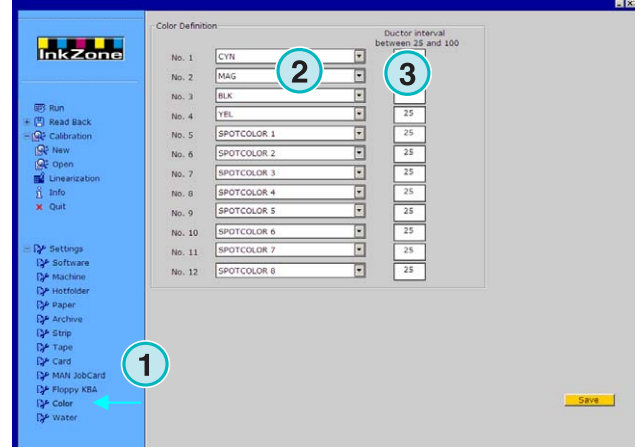 InkZone
Run
Read Back
Calibration
New
Open
Linearization
Info
Quit
Settings
Software
Machine
Hotfolder
Paper
Archive
Strip
Tape
Card
MAN JobCard
Floppy KBA
Color
Water
1
Color Definition
Ductor interval
between 25 and 100
No. 1 CYN
No. 2 MAG
No. 3 BLK
No. 4 YEL 25
No. 5 SPOTCOLOR 1 25
No. 6 SPOTCOLOR 2 25
No. 7 SPOTCOLOR 3 25
No. 8 SPOTCOLOR 4 25
No. 9 SPOTCOLOR 5 25
No. 10 SPOTCOLOR 6 25
No. 11 SPOTCOLOR 7 25
No. 12 SPOTCOLOR 8 25
2
3
Save